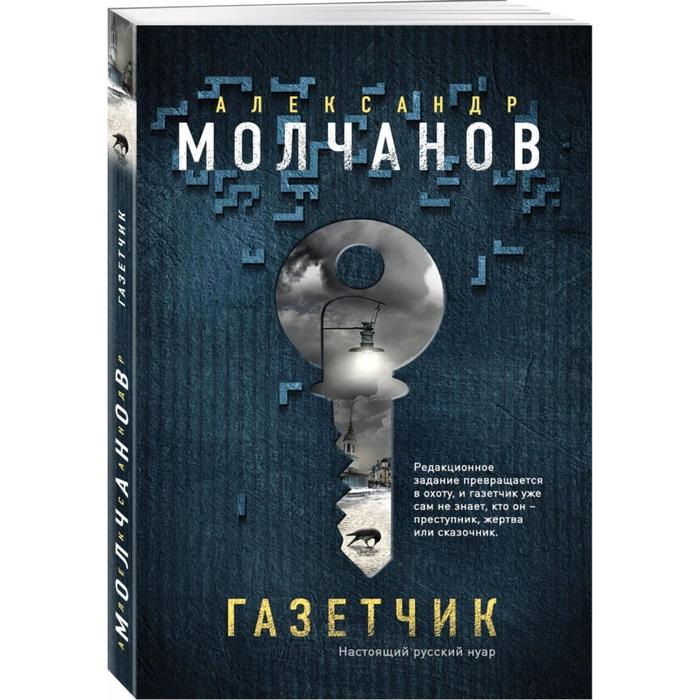 АЛЕКСАНДР
МОЛЧАНОВ
Редакционное
задание превращается
в охоту, и газетчик уже
сам не знает, кто он –
преступник, жертва
или сказочник.
ГАЗЕТЧИК
Настоящий русский нуар
ГАЗЕТЧИК
АЛЕКСАНДР
МОЛЧАНОВ